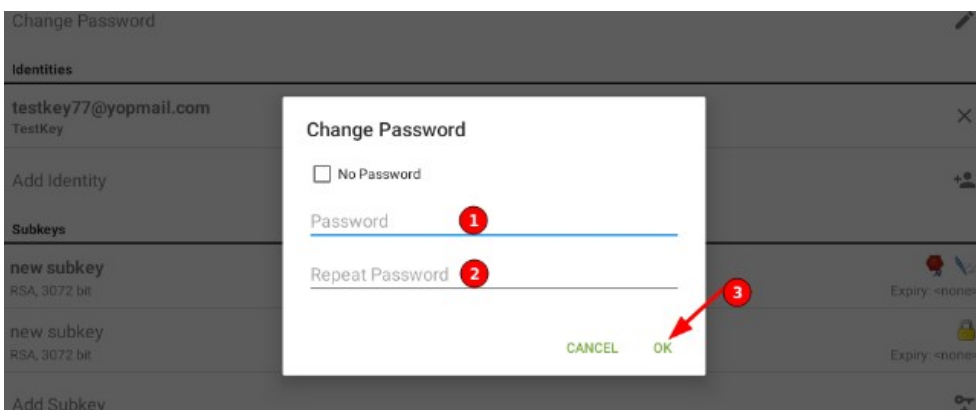 Change Password
Identities
testkey77@yopmail.com
TestKey
Add Identity
Subkeys
new subkey
RSA, 3072 bit
Expiry: <none>
new subkey
RSA, 3072 bit
Expiry: <none>
Add Subkey
Change Password
No Password
Password 1
Repeat Password 2
3
CANCEL OK